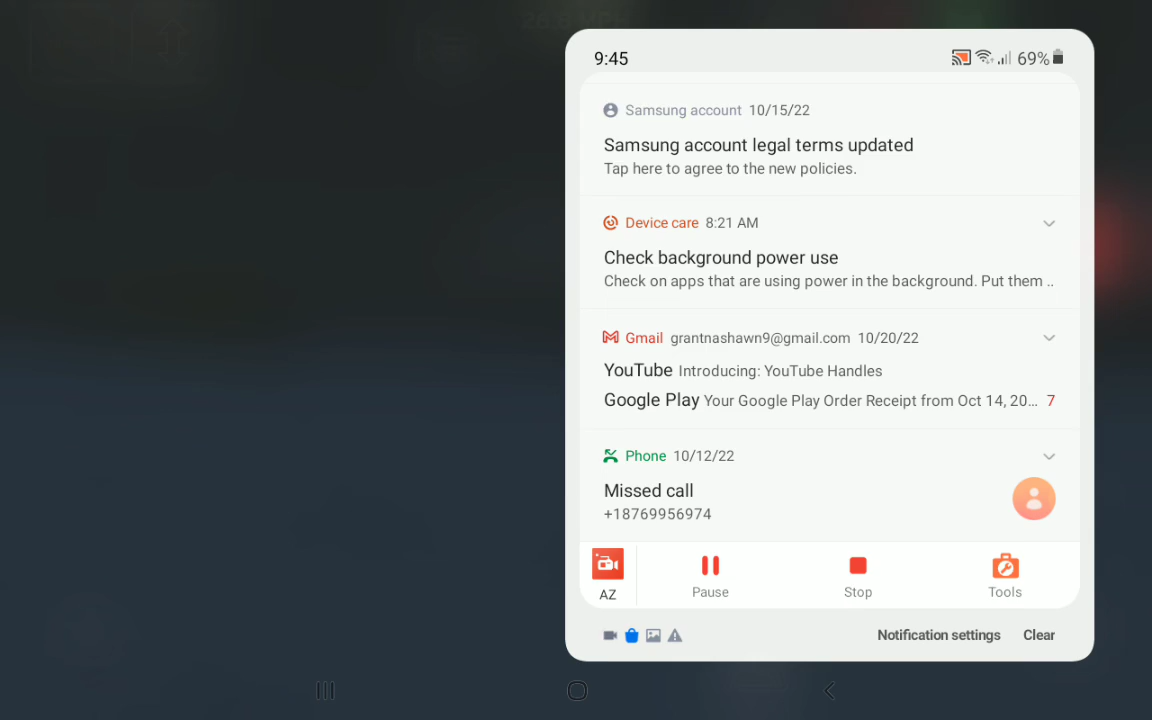 9:45
69%
Samsung account 10/15/22
Samsung account legal terms updated
Tap here to agree to the new policies.
Device care 8:21 AM
Check background power use
Check on apps that are using power in the background. Put them ..
Gmail grantnashawn9@gmail.com 10/20/22
YouTube Introducing: YouTube Handles
Google Play Your Google Play Order Receipt from Oct 14, 20... 7
Phone 10/12/22
Missed call
+18769956974
AZ
Pause
Stop
Tools
Notification settings
Clear